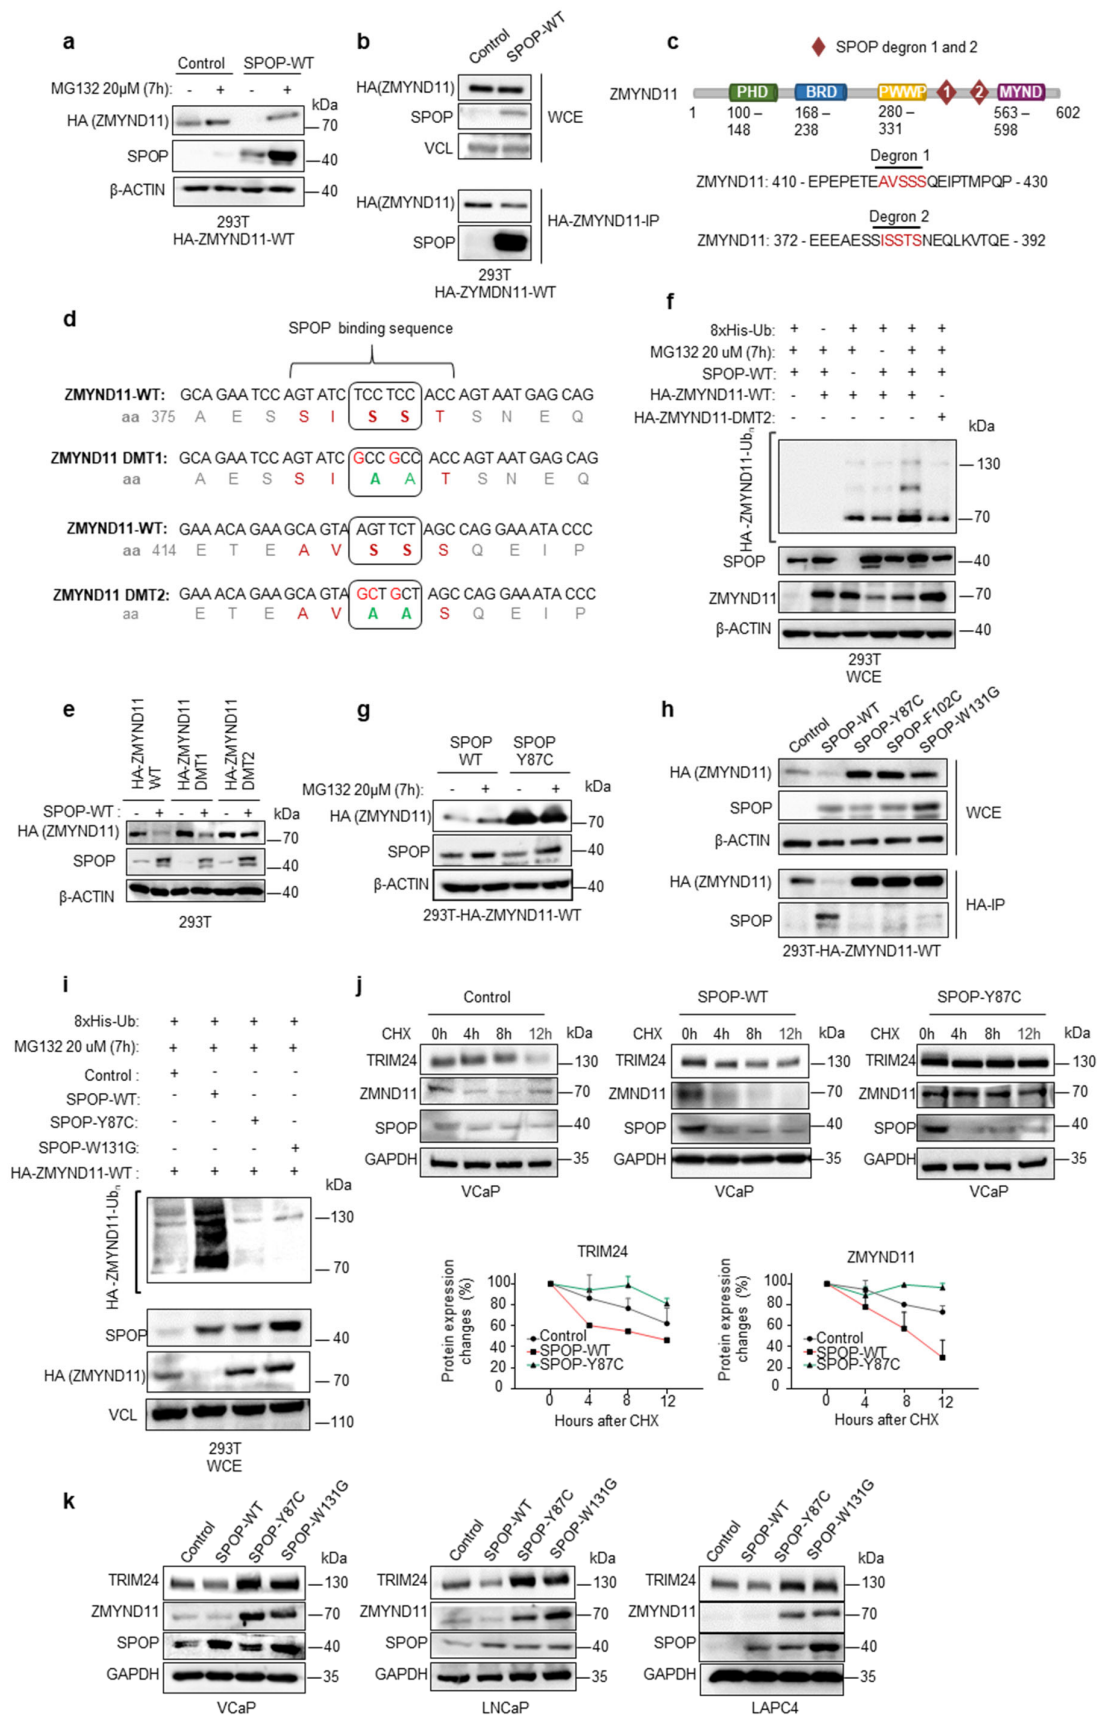 a
Control SPOP-WT
MG132 20µM (7h): - + - +
kDa
HA (ZMYND11)
70
SPOP
40
β-ACTIN
40
293T
HA-ZMYND11-WT
b
Control SPOP-WT
HA(ZMYND11)
SPOP
VCL
WCE
HA(ZMYND11)
SPOP
HA-ZMYND11-IP
293T
HA-ZYMDN11-WT
c
SPOP degron 1 and 2
ZMYND11 PHD BRD PWWP 1 2 MYND
1 100 – 168 – 280 – 563 – 602
148 238 331 598
Degron 1
ZMYND11: 410 - EPEPETEAVSSSQEIPTMPQP - 430
Degron 2
ZMYND11: 372 - EEEAESSISSTSNEQLKVTQE - 392
d
SPOP binding sequence
ZMYND11-WT: GCA GAA TCC AGT ATC TCC TCC ACC AGT AAT GAG CAG
aa 375 A E S S I S S T S N E Q
ZMYND11 DMT1: GCA GAA TCC AGT ATC GCC GCC ACC AGT AAT GAG CAG
aa A E S S I A A T S N E Q
ZMYND11-WT: GAA ACA GAA GCA GTA AGT TCT AGC CAG GAA ATA CCC
aa 414 E T E A V S S S Q E I P
ZMYND11 DMT2: GAA ACA GAA GCA GTA GCT GCT AGC CAG GAA ATA CCC
aa E T E A V A A S Q E I P
f
8xHis-Ub: + - + + + +
MG132 20 uM (7h): + + + - + +
SPOP-WT: + + - + + +
HA-ZMYND11-WT: - + + + + -
HA-ZMYND11-DMT2: - - - - - +
kDa
HA-ZMYND11-Ubn
130
70
SPOP
40
ZMYND11
70
β-ACTIN
40
293T
WCE
e
HA-ZMYND11 WT HA-ZMYND11 DMT1 HA-ZMYND11 DMT2
SPOP-WT : - + - + - + kDa
HA (ZMYND11)
70
SPOP
40
β-ACTIN
40
293T
g
SPOP WT SPOP Y87C
MG132 20µM (7h): - + - + kDa
HA (ZMYND11)
70
SPOP
40
β-ACTIN
40
293T-HA-ZMYND11-WT
h
Control SPOP-WT SPOP-Y87C SPOP-F102C SPOP-W131G
HA (ZMYND11)
SPOP
β-ACTIN
WCE
HA (ZMYND11)
SPOP
HA-IP
293T-HA-ZMYND11-WT
i
8xHis-Ub: + + + +
MG132 20 uM (7h): + + + +
Control : + - - -
SPOP-WT: - + - -
SPOP-Y87C: - - + -
SPOP-W131G: - - - +
HA-ZMYND11-WT : + + + +
kDa
HA-ZMYND11-Ubn
130
70
SPOP
40
HA (ZMYND11)
70
VCL
110
293T
WCE
j
Control
CHX 0h 4h 8h 12h kDa
TRIM24 130
ZMND11 70
SPOP 40
GAPDH 35
VCaP
SPOP-WT
CHX 0h 4h 8h 12h kDa
TRIM24 130
ZMND11 70
SPOP 40
GAPDH 35
VCaP
SPOP-Y87C
CHX 0h 4h 8h 12h kDa
TRIM24 130
ZMND11 70
SPOP 40
GAPDH 35
VCaP
TRIM24
Protein expression
changes (%)
100
80
60
40
20
0
Control
SPOP-WT
SPOP-Y87C
0 4 8 12
Hours after CHX
ZMYND11
Protein expression
changes (%)
100
80
60
40
20
0
Control
SPOP-WT
SPOP-Y87C
0 4 8 12
Hours after CHX
k
Control SPOP-WT SPOP-Y87C SPOP-W131G
kDa
TRIM24 130
ZMYND11 70
SPOP 40
GAPDH 35
VCaP
Control SPOP-WT SPOP-Y87C SPOP-W131G
kDa
TRIM24 130
ZMYND11 70
SPOP 40
GAPDH 35
LNCaP
Control SPOP-WT SPOP-Y87C SPOP-W131G
kDa
TRIM24 130
ZMYND11 70
SPOP 40
GAPDH 35
LAPC4